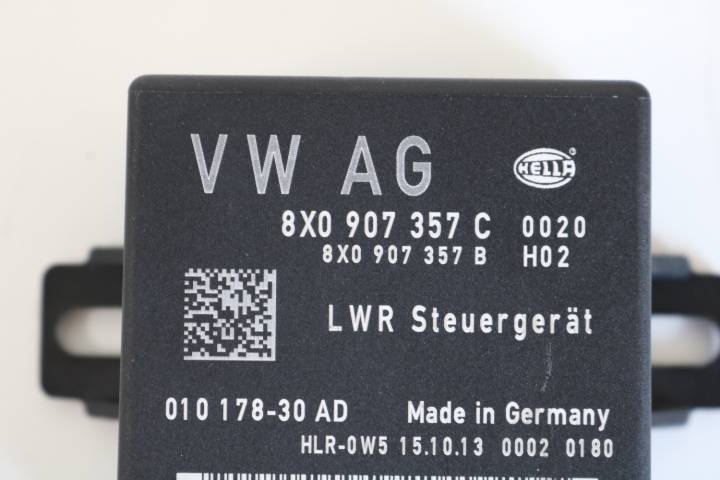 VW AG
HELLA ®
8X0 907 357 C 0020
8X0 907 357 B H02
LWR Steuergerät
010 178-30 AD Made in Germany
HLR-0W5 15.10.13 0002 0180